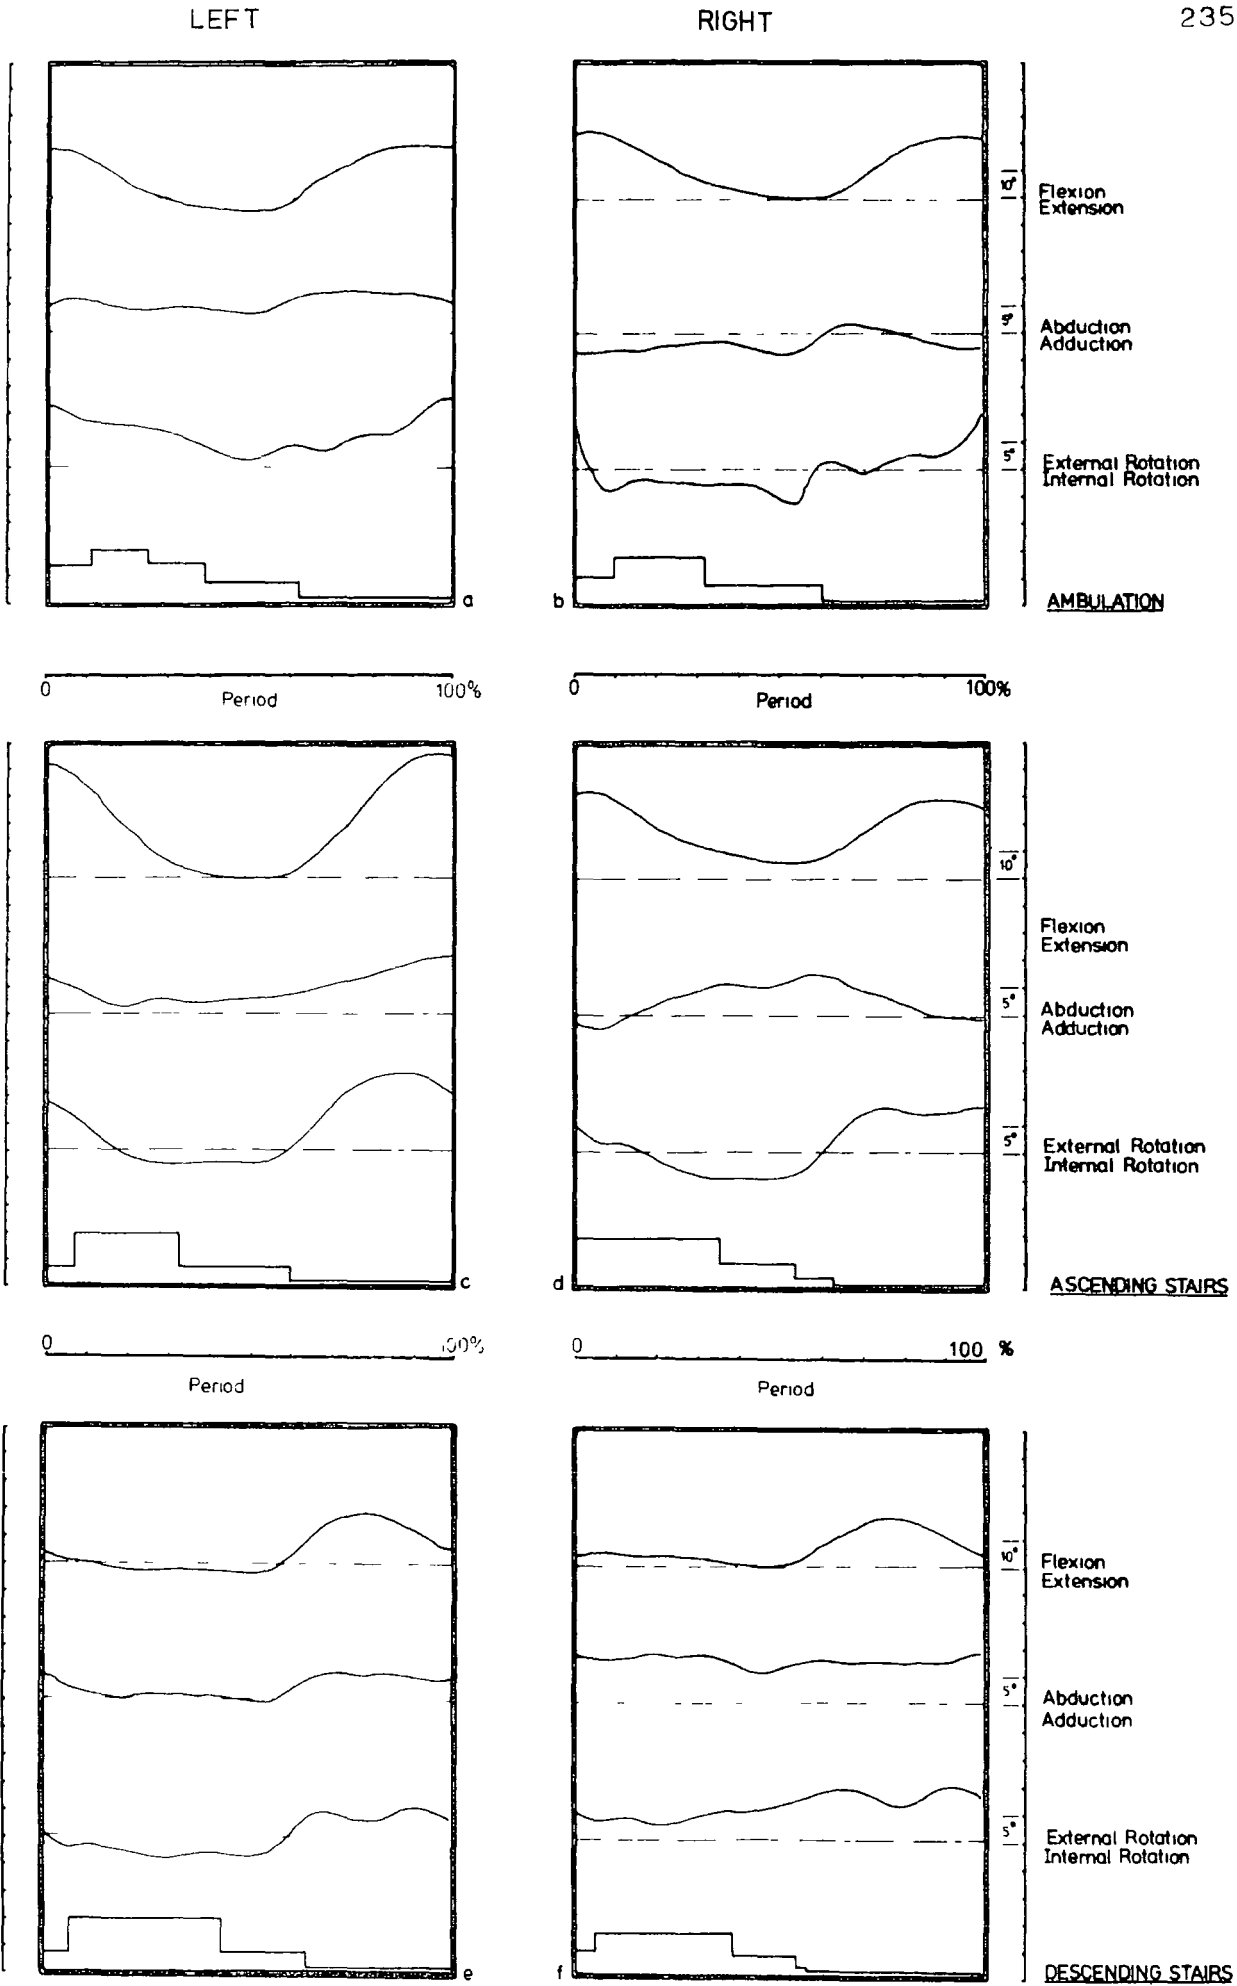 LEFT
RIGHT
235
10°
Flexion
Extension
5°
Abduction
Adduction
5°
External Rotation
Internal Rotation
a
b
AMBULATION
0
100%
Period
0
100%
Period
10°
Flexion
Extension
5°
Abduction
Adduction
5°
External Rotation
Internal Rotation
c
d
ASCENDING STAIRS
0
100%
Period
0
100 %
Period
10°
Flexion
Extension
5°
Abduction
Adduction
5°
External Rotation
Internal Rotation
e
f
DESCENDING STAIRS